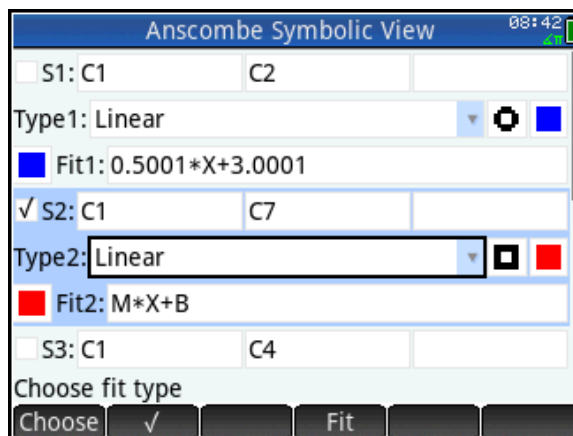 Anscombe Symbolic View 08:42
∠π
S1: C1 C2
Type1: Linear
Fit1: 0.5001*X+3.0001
√ S2: C1 C7
Type2: Linear
Fit2: M*X+B
S3: C1 C4
Choose fit type
Choose √ Fit